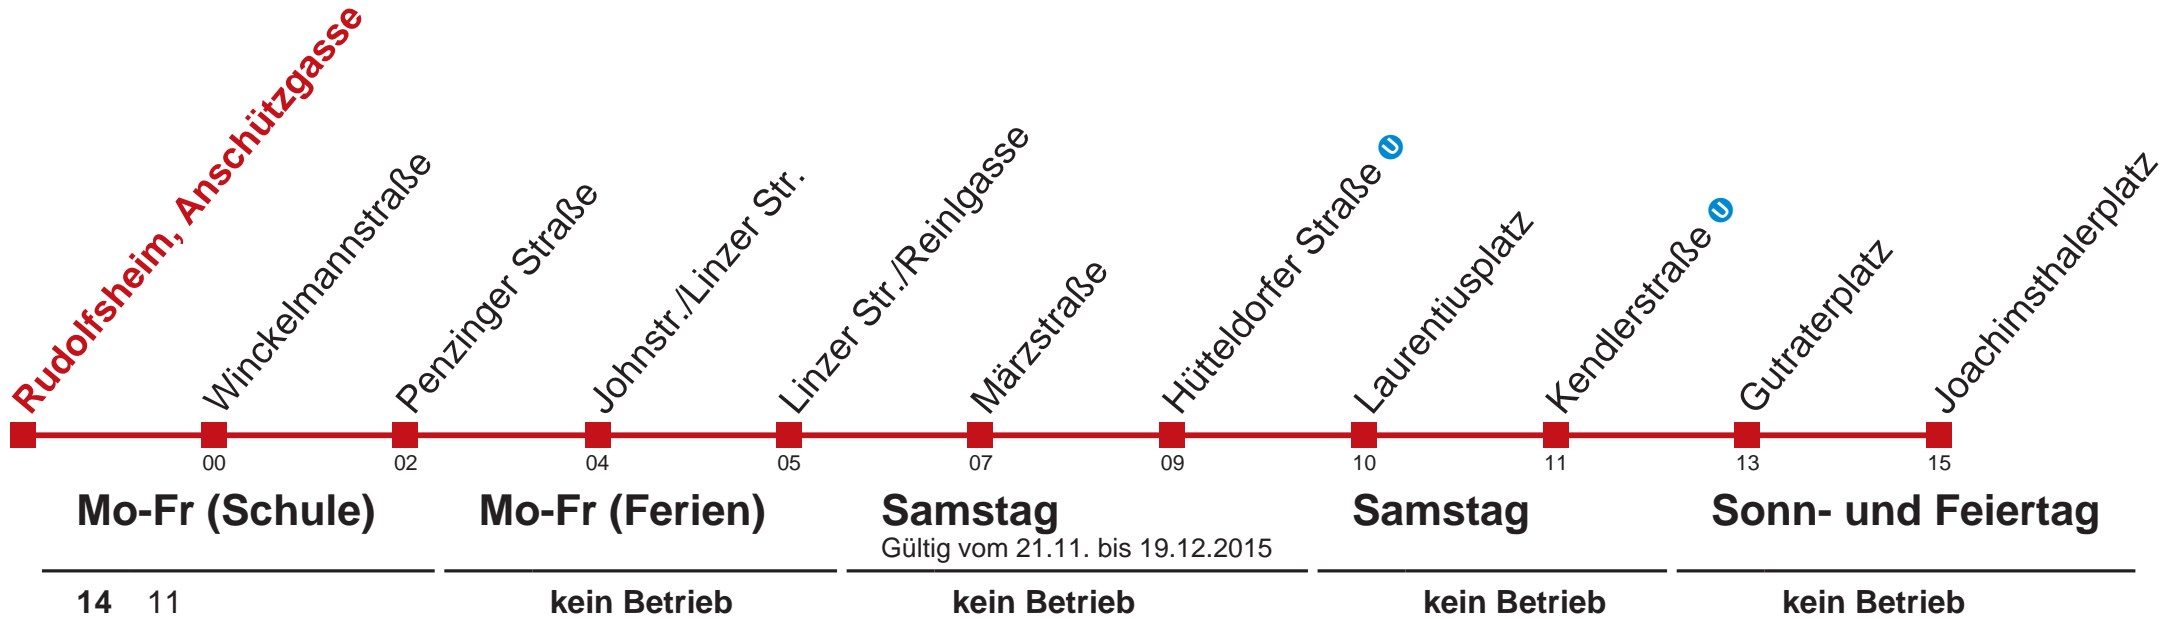 Rudolfsheim, Anschützgasse
Winckelmannstraße
Penzinger Straße
Johnstr./Linzer Str.
Linzer Str./Reinlgasse
Märzstraße
Hütteldorfer Straße U
Laurentiusplatz
Kendlerstraße U
Gutraterplatz
Joachimsthalerplatz
00 02 04 05 07 09 10 11 13 15
Mo-Fr (Schule) Mo-Fr (Ferien) Samstag Samstag Sonn- und Feiertag
Gültig vom 21.11. bis 19.12.2015
14 11 kein Betrieb kein Betrieb kein Betrieb kein Betrieb